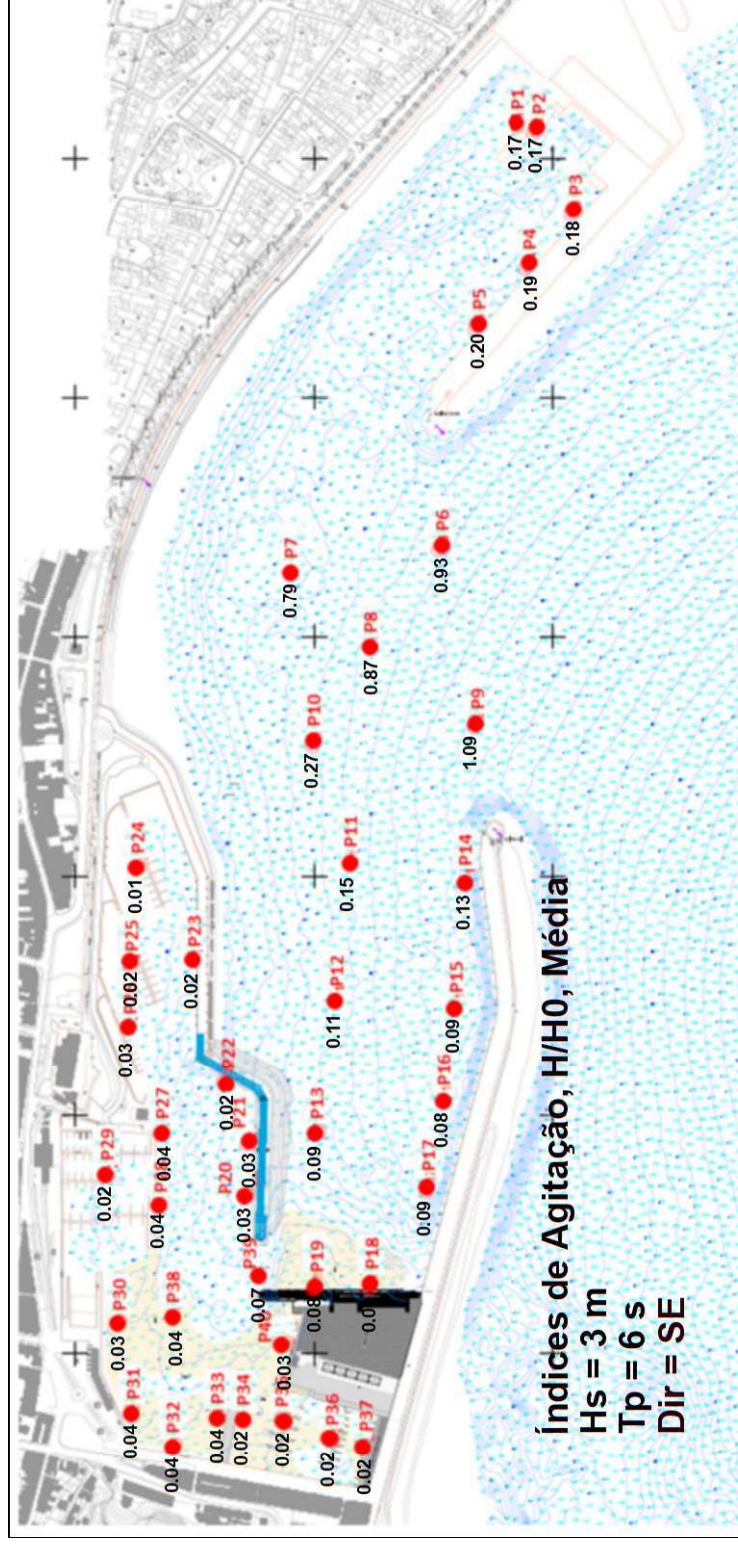 0.02 P29
0.03 P30
0.04 P31
0.03
0.02 P25
0.01 P24
0.04
0.04 P27
0.04 P32
0.04 P38
0.02 P23
0.04 P33
0.02 P22
0.02 P34
0.03 P20
0.03 P21
0.07 P39
0.02
0.03
0.79 P7
0.08 P19
0.09 P13
0.27 P10
0.02 P36
0.11 P12
0.15 P11
0.02 P37
P18
0.87 P8
0.09 P17
0.08 P16
0.93 P6
0.09 P15
0.13 P14
1.09 P9
0.20 P5
0.17 P1
0.19 P4
0.17 P2
0.18 P3
Índices de Agitação, H/H0, Média
Hs = 3 m
Tp = 6 s
Dir = SE